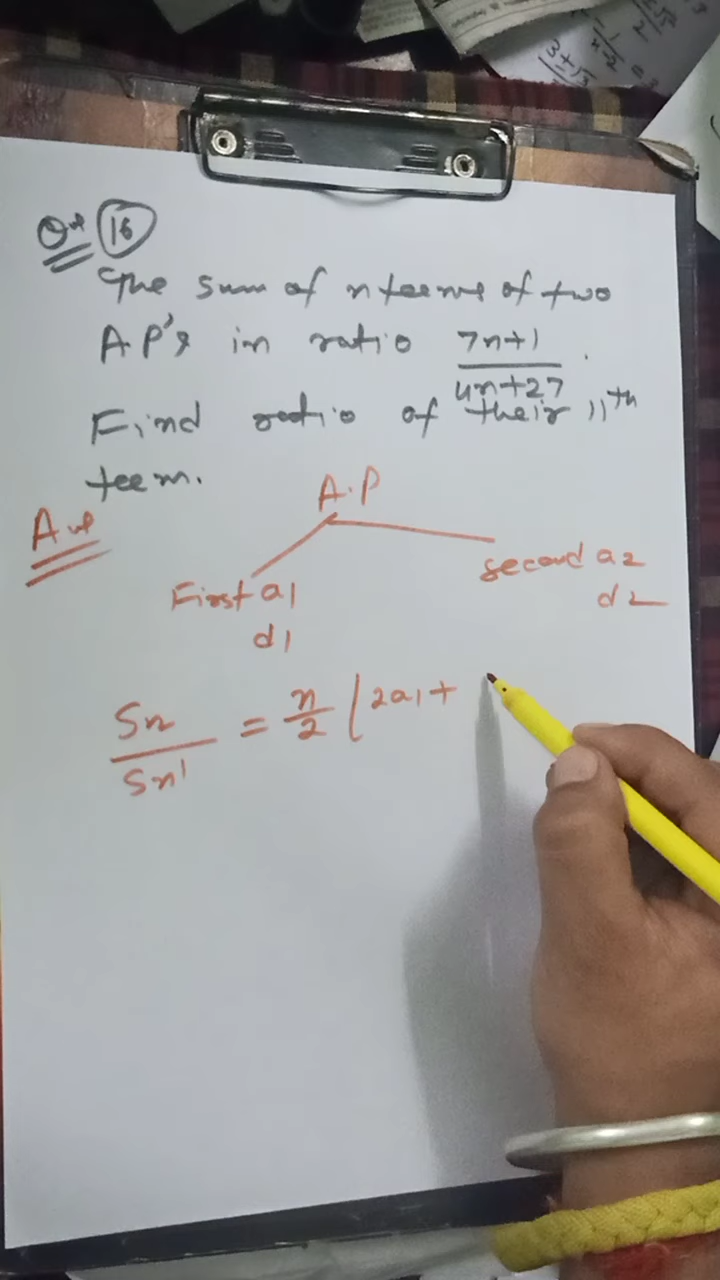 Que 16
The sum of n terms of two
A P's in ratio 7n+1
4n+27 .
Find ratio of their 11th
term.
Ans
A.P
First a1
d1
second a2
d2
Sn
Sn' = n/2 ( 2a1 +